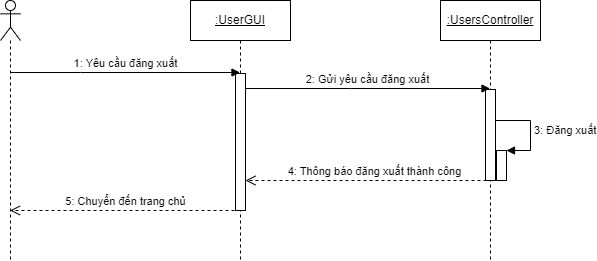 :UserGUI
:UsersController
1: Yêu cầu đăng xuất
2: Gửi yêu cầu đăng xuất
3: Đăng xuất
4: Thông báo đăng xuất thành công
5: Chuyển đến trang chủ